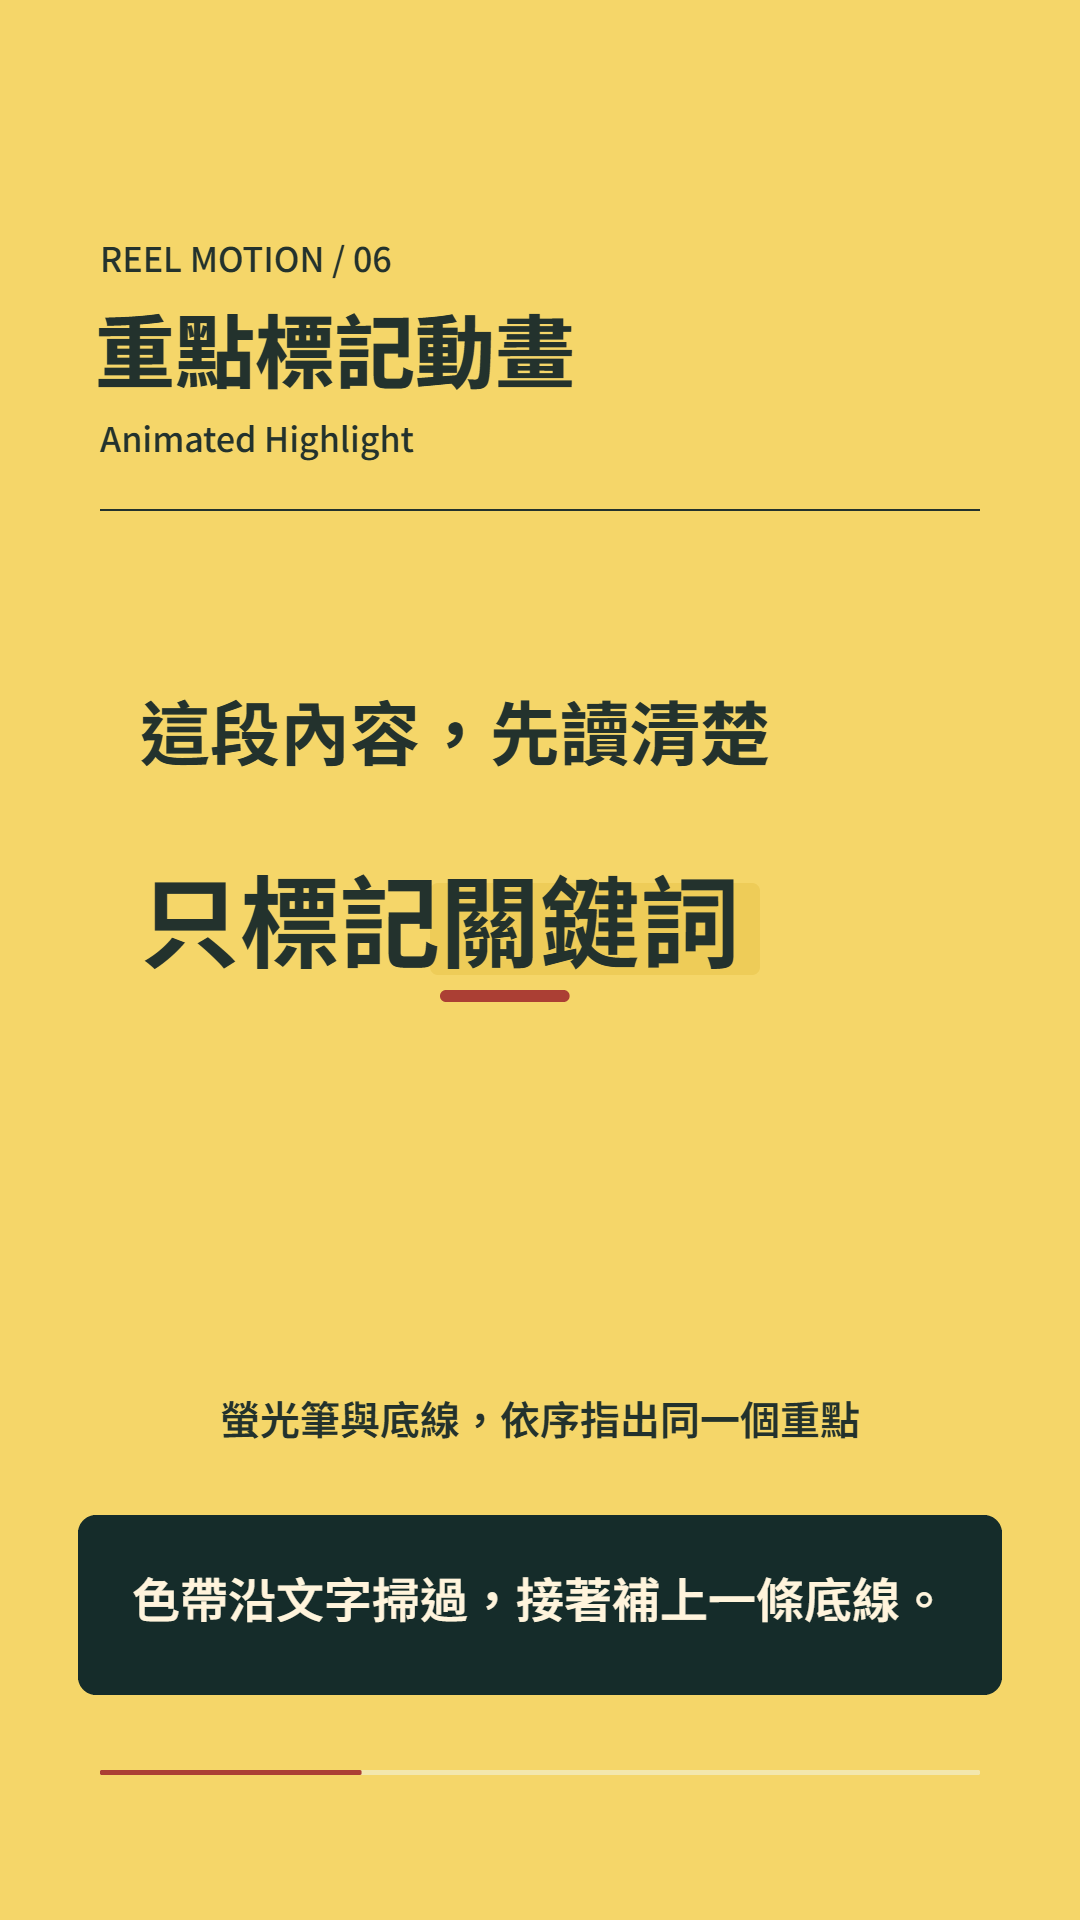 REEL MOTION / 06
重點標記動畫
Animated Highlight
這段內容，先讀清楚
只標記關鍵詞
螢光筆與底線，依序指出同一個重點
色帶沿文字掃過，接著補上一條底線。